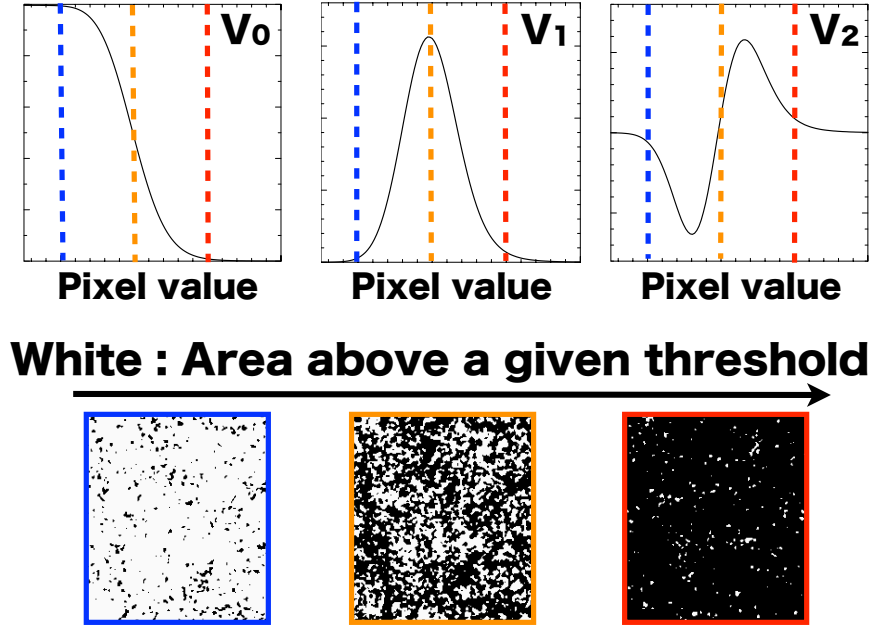 V₀
V₁
V₂
Pixel value
Pixel value
Pixel value
White : Area above a given threshold